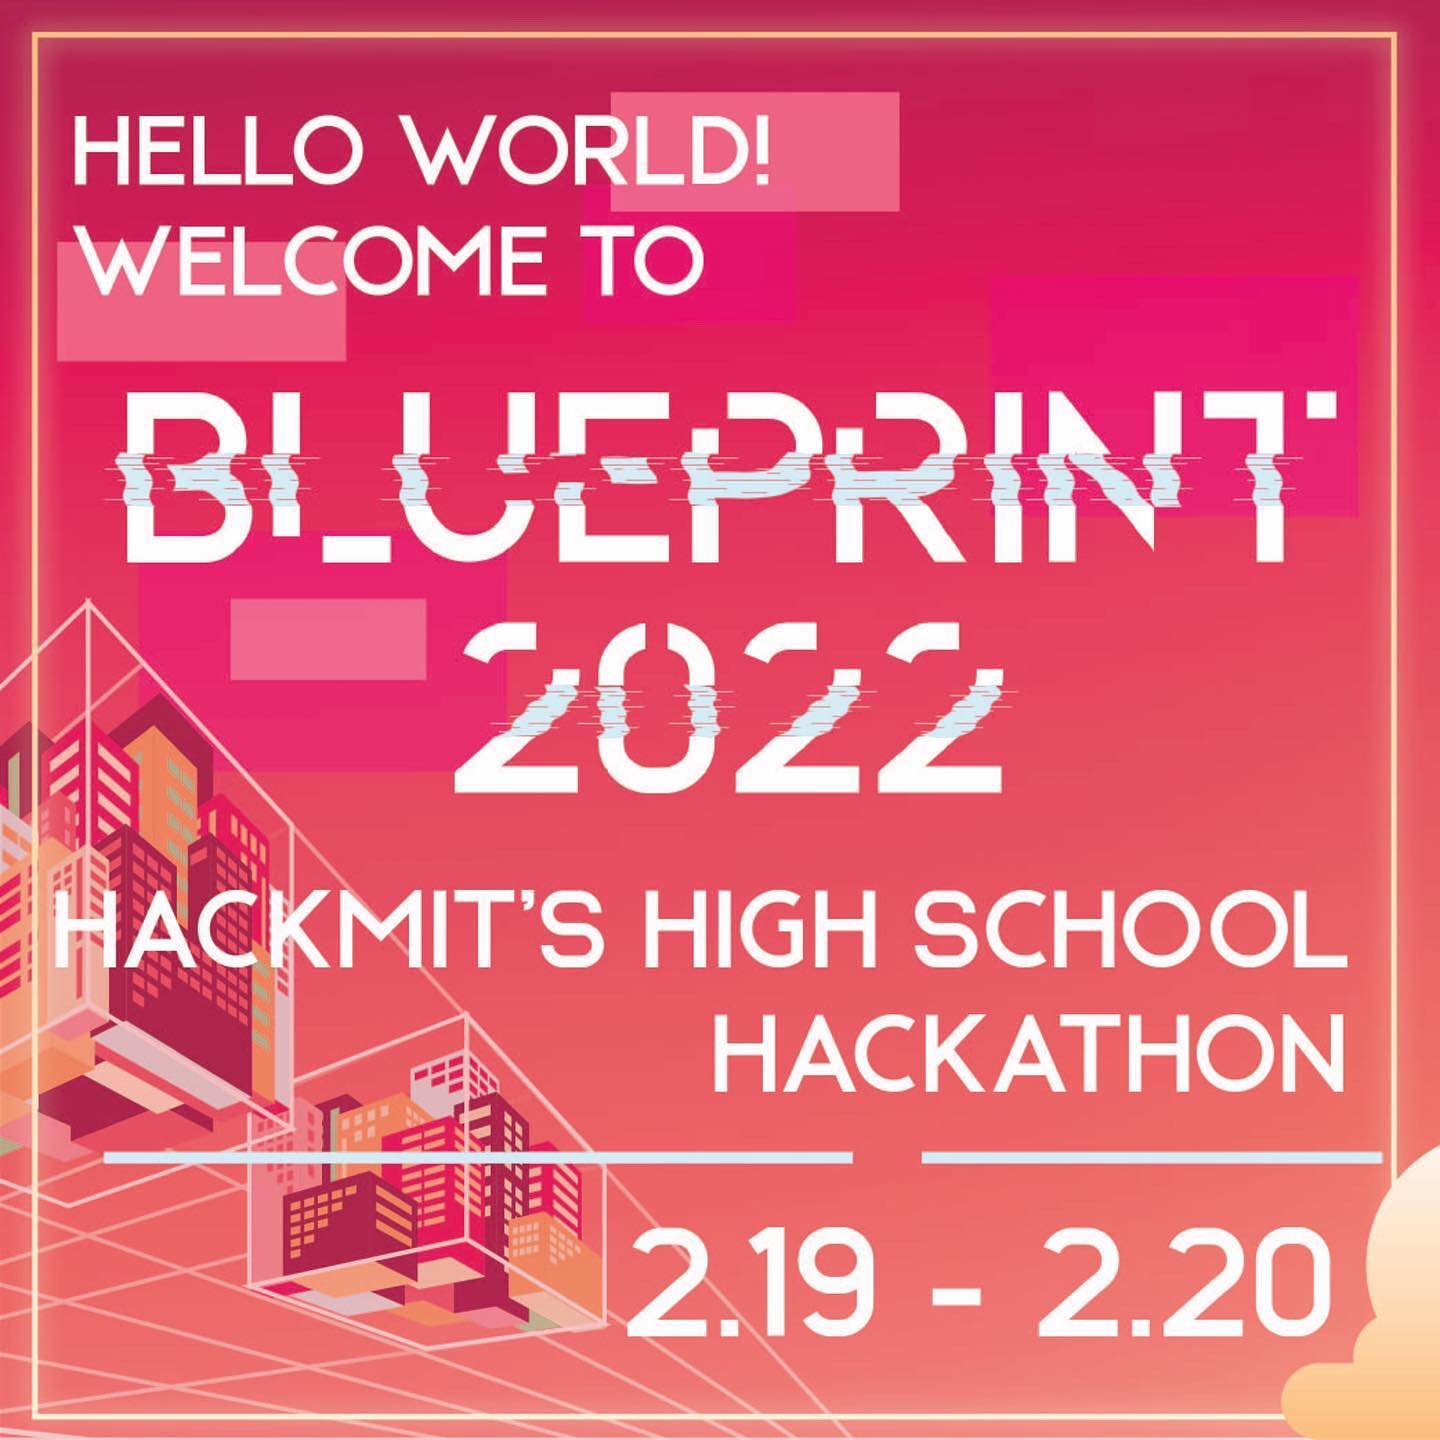 HELLO WORLD!
WELCOME TO
BLUEPRINT
2022
HACKMIT'S HIGH SCHOOL
HACKATHON
2.19 - 2.20